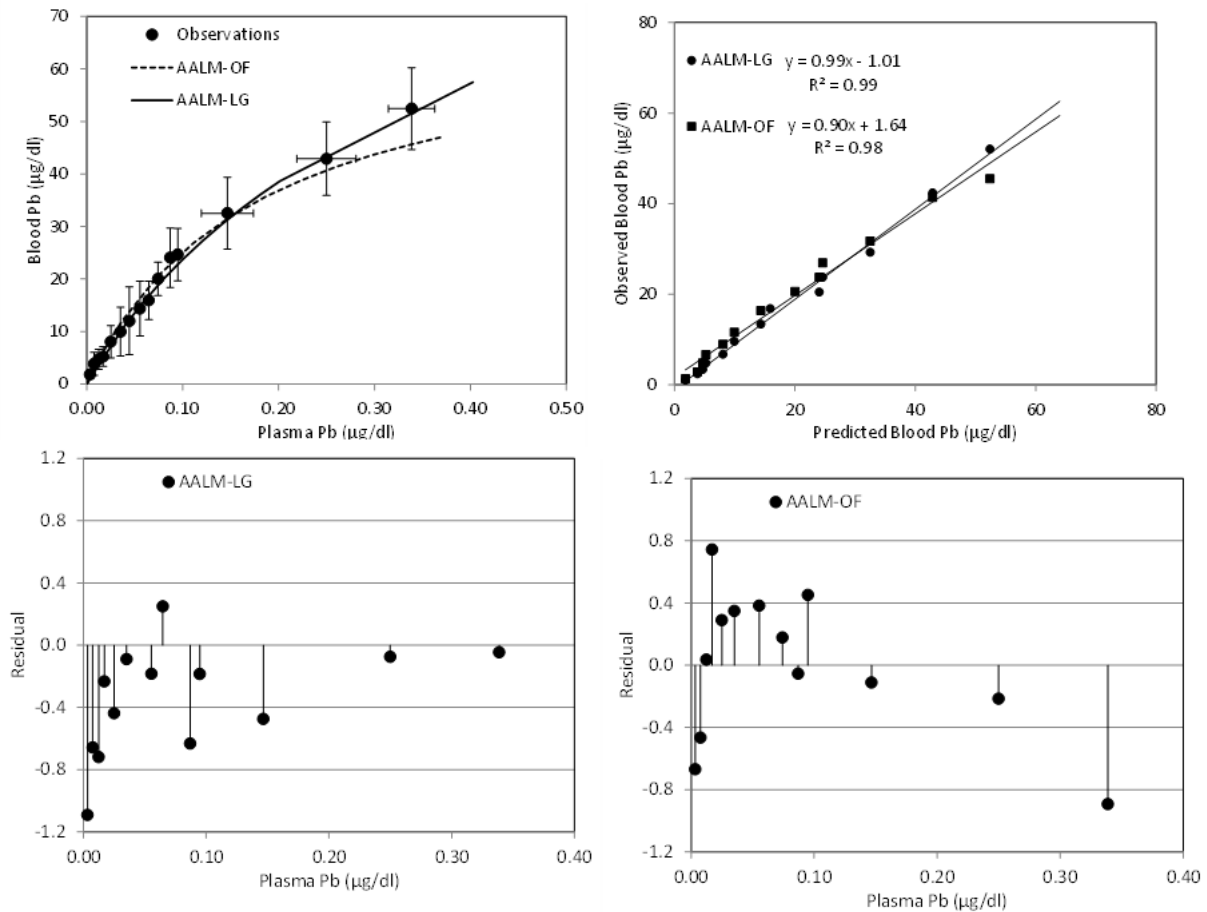 70
60
50
40
30
20
10
0
Blood Pb (µg/dl)
Observations
AALM-OF
AALM-LG
0.00 0.10 0.20 0.30 0.40 0.50
Plasma Pb (µg/dl)
80
60
40
20
0
Observed Blood Pb (µg/dl)
AALM-LG y = 0.99x - 1.01
R² = 0.99
AALM-OF y = 0.90x + 1.64
R² = 0.98
0 20 40 60 80
Predicted Blood Pb (µg/dl)
1.2
0.8
0.4
0.0
-0.4
-0.8
-1.2
Residual
AALM-LG
0.00 0.10 0.20 0.30 0.40
Plasma Pb (µg/dl)
1.2
0.8
0.4
0.0
-0.4
-0.8
-1.2
Residual
AALM-OF
0.00 0.10 0.20 0.30 0.40
Plasma Pb (µg/dl)